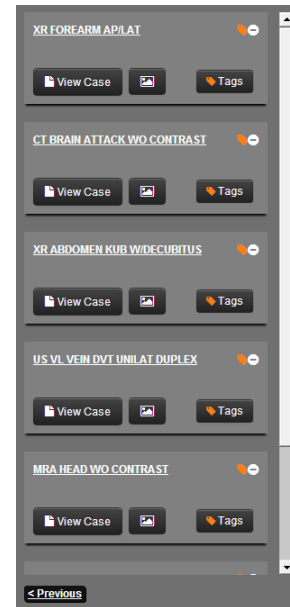 XR FOREARM AP/LAT
View Case Tags
CT BRAIN ATTACK WO CONTRAST
View Case Tags
XR ABDOMEN KUB W/DECUBITUS
View Case Tags
US VL VEIN DVT UNILAT DUPLEX
View Case Tags
MRA HEAD WO CONTRAST
View Case Tags
< Previous